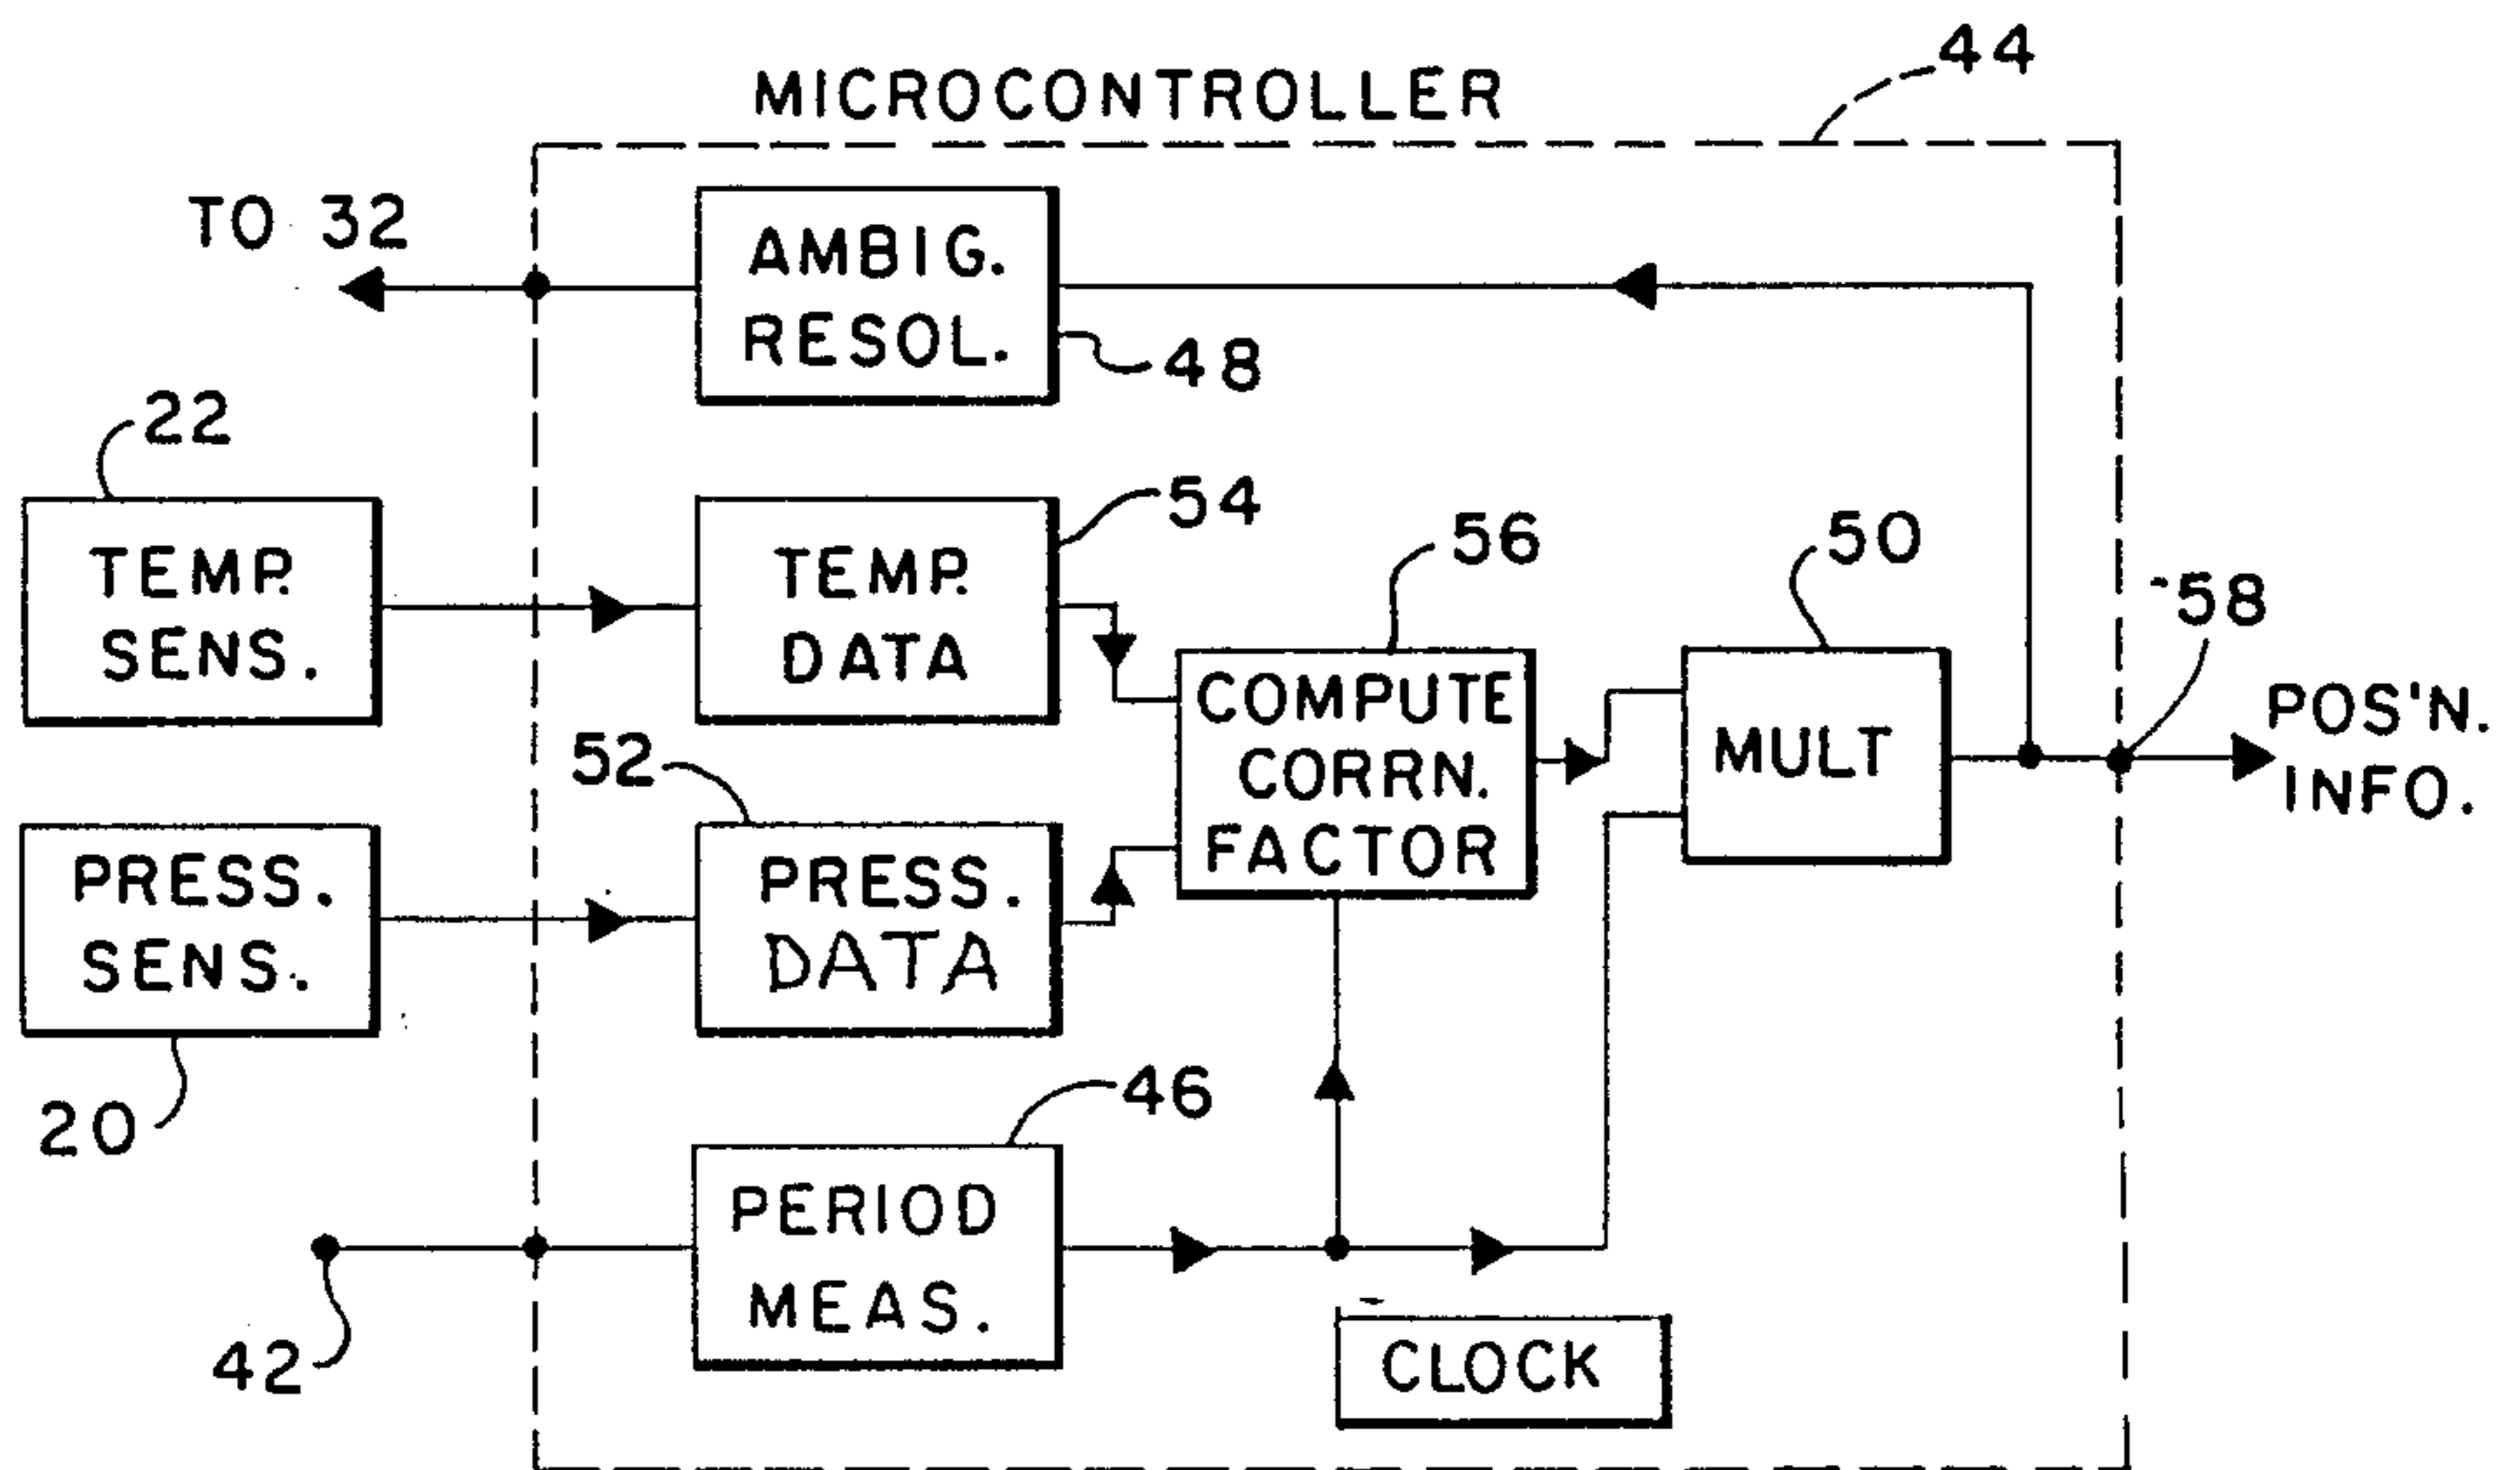 44
MICROCONTROLLER
TO 32
AMBIG.
RESOL.
48
22
54
56
50
58
TEMP.
SENS.
TEMP.
DATA
COMPUTE
CORRN.
FACTOR
MULT
POS'N.
INFO.
52
PRESS.
SENS.
PRESS.
DATA
20
46
PERIOD
MEAS.
42
CLOCK